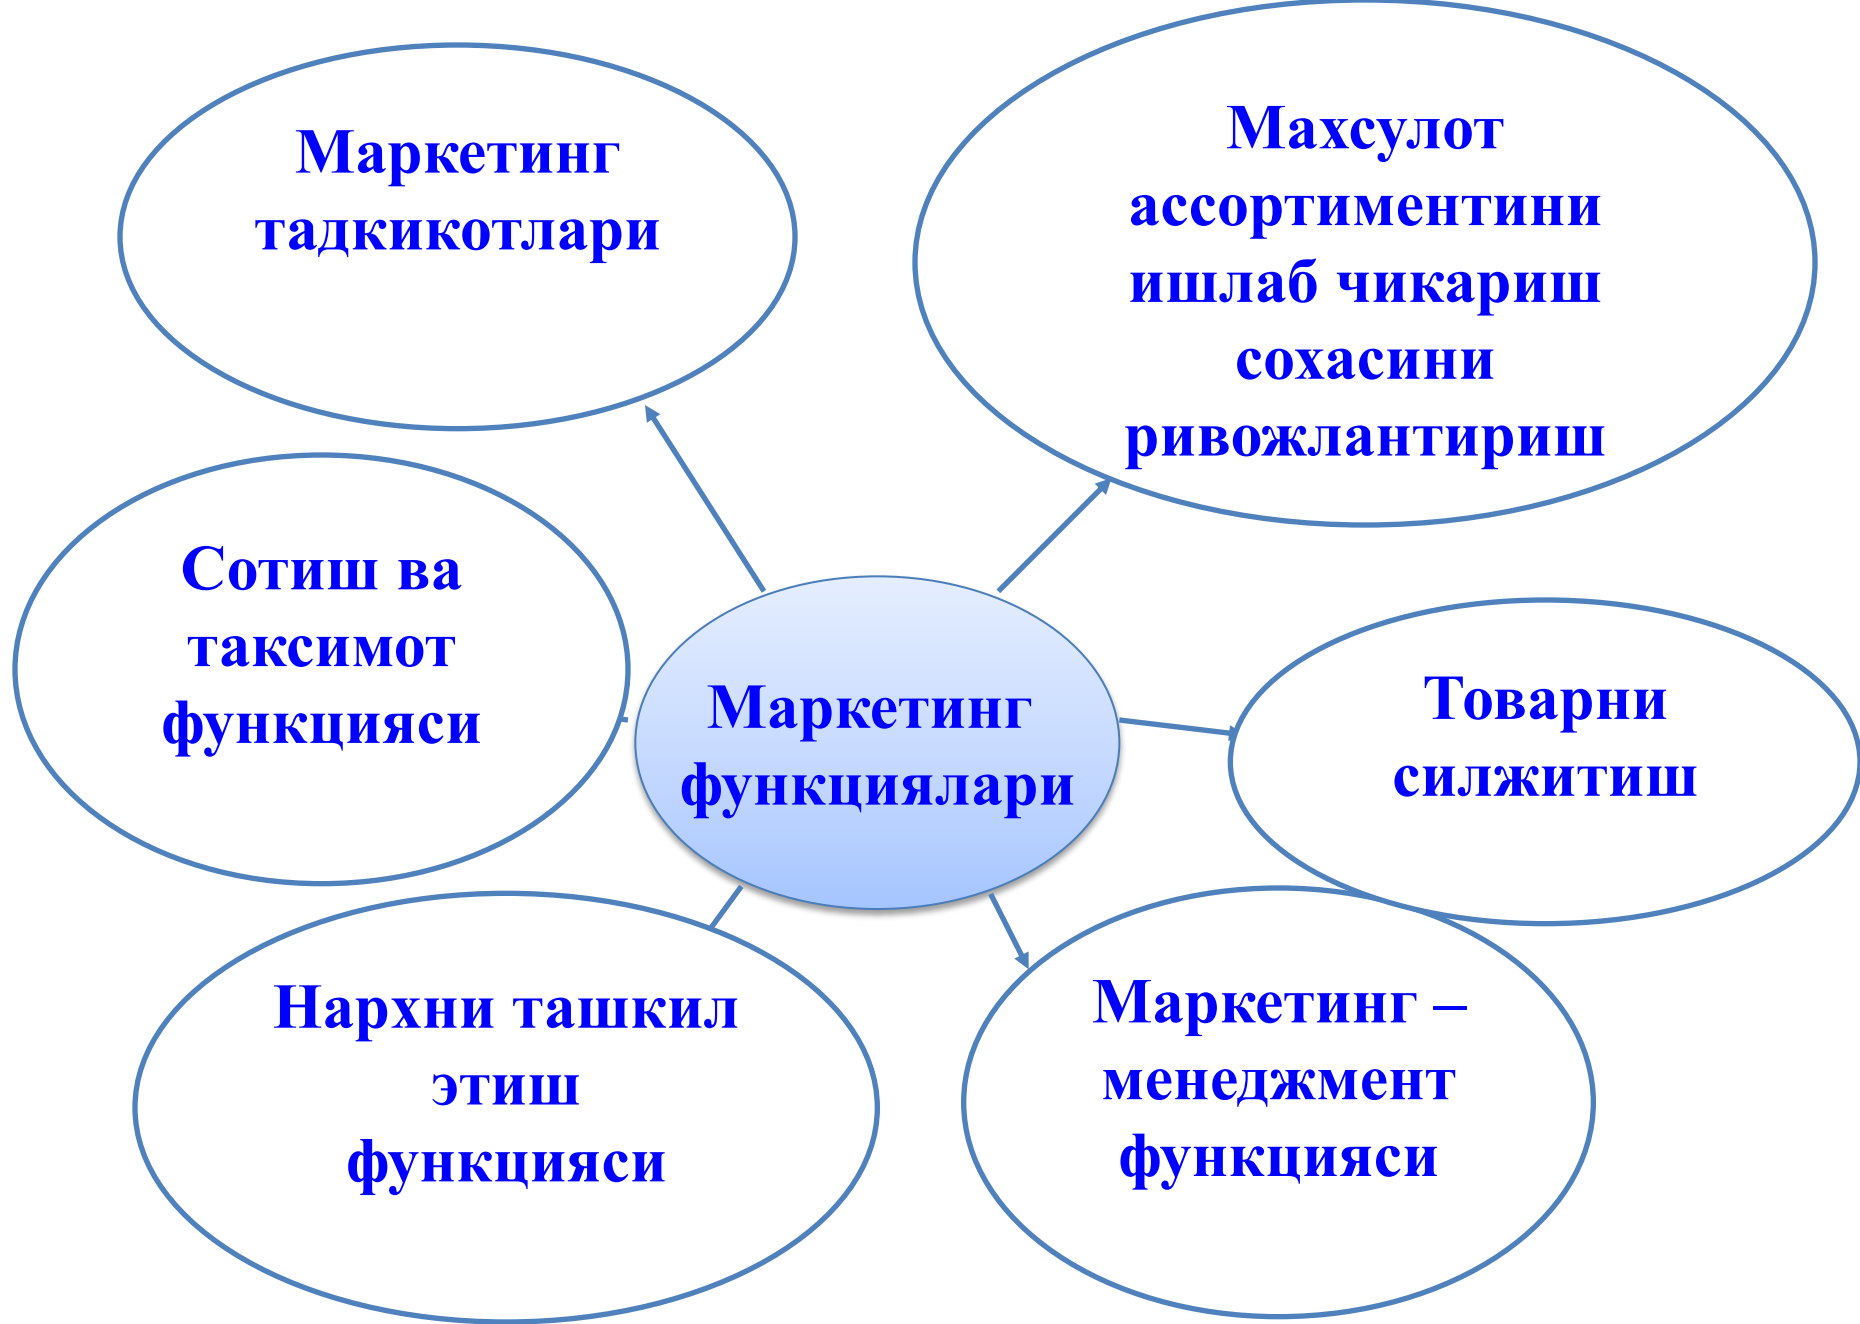 Маркетинг
тадкикотлари
Махсулот
ассортиментини
ишлаб чикариш
сохасини
ривожлантириш
Сотиш ва
таксимот
функцияси
Маркетинг
функциялари
Товарни
силжитиш
Нархни ташкил
этиш
функцияси
Маркетинг –
менеджмент
функцияси